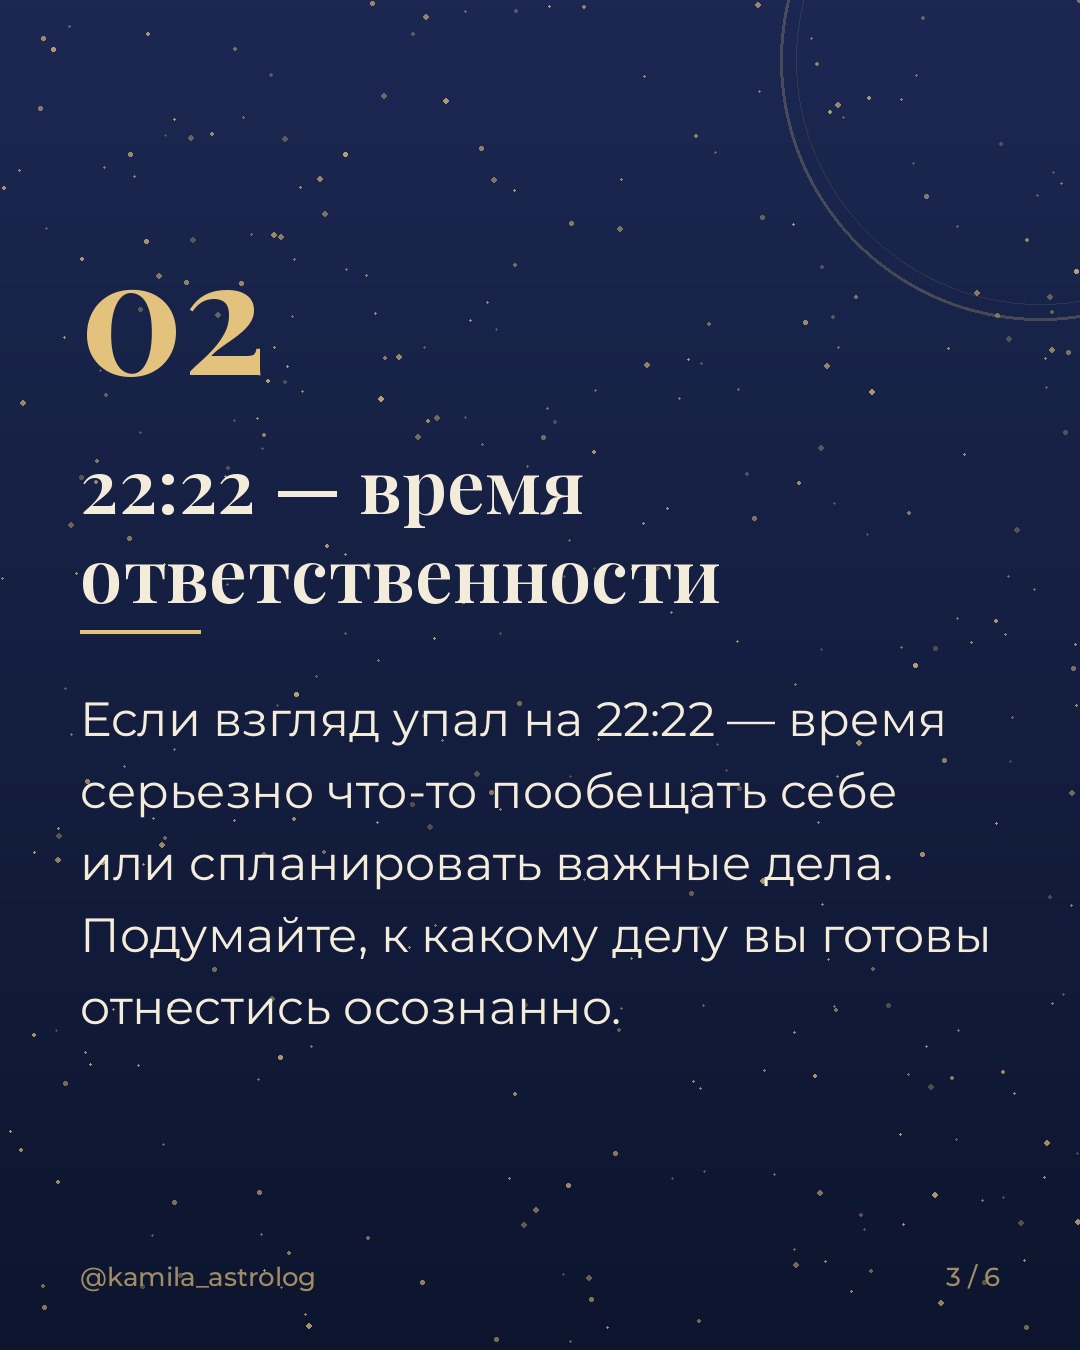 02
22:22 — время
ответственности
Если взгляд упал на 22:22 — время
серьезно что-то пообещать себе
или спланировать важные дела.
Подумайте, к какому делу вы готовы
отнестись осознанно.
@kamila_astrolog
3 / 6